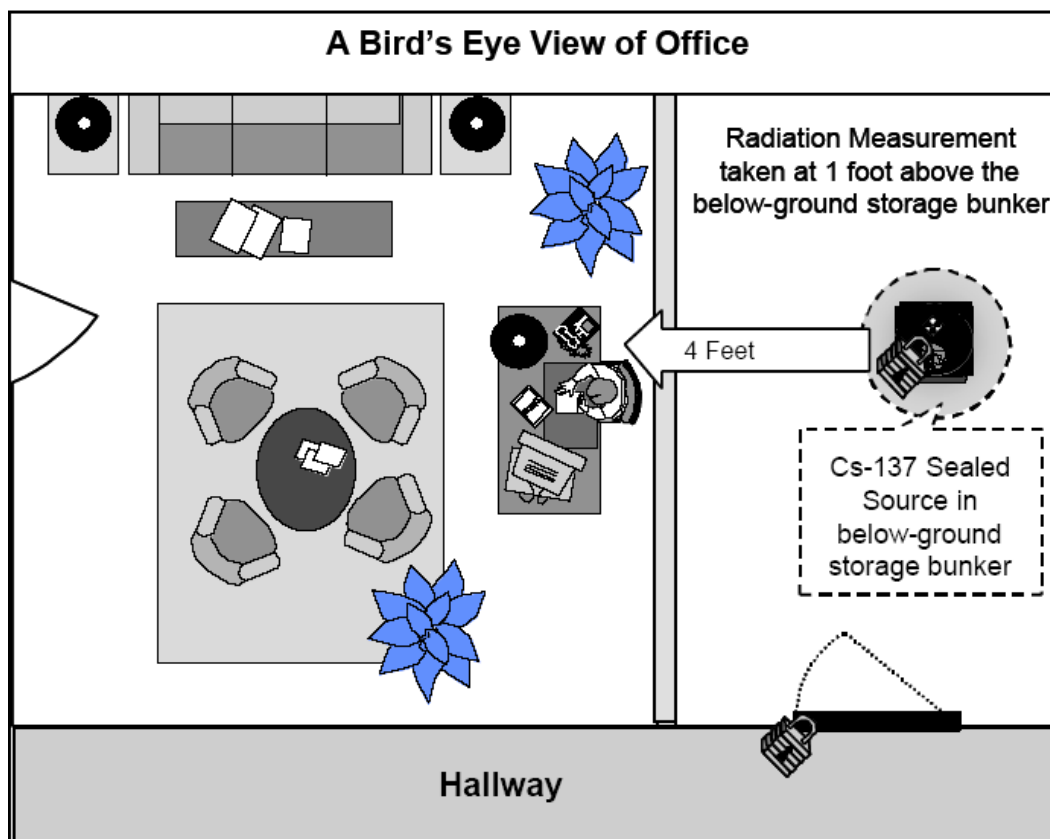 A Bird's Eye View of Office
Radiation Measurement
taken at 1 foot above the
below-ground storage bunker
4 Feet
Cs-137 Sealed
Source in
below-ground
storage bunker
Hallway